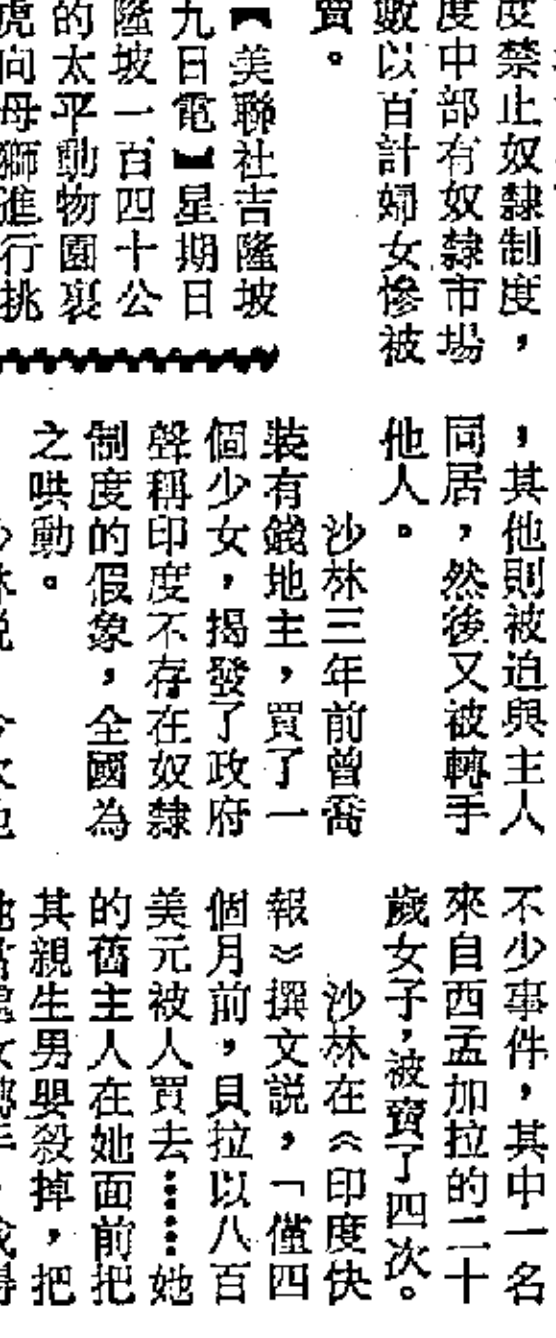 度禁止奴隸制度，
度中部有奴隸市場
數以百計婦女慘被
賣。
【美聯社吉隆坡
九日電】星期日
隆坡一百四十公
的太平動物園裏
虎向母獅進行挑
，其他則被迫與主人
同居，然後又被轉手
他人。
沙林三年前曾喬
裝有錢地主，買了一
個少女，揭發了政府
聲稱印度不存在奴隸
制度的假象，全國為
之哄動。
不少事件，其中一名
來自西孟加拉的二十
歲女子，被賣了四次。
沙林在《印度快
報》撰文説，「僅四
個月前，貝拉以八百
美元被人買去……她
的舊主人在她面前把
其親生男嬰殺掉，把